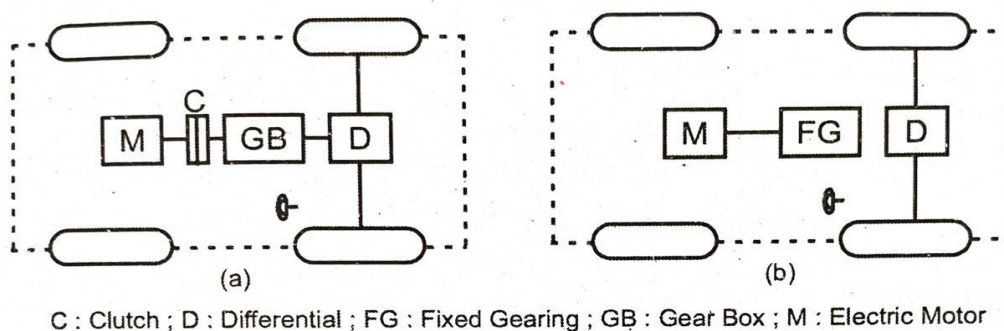 C
M GB D
M FG D
(a)
(b)
C : Clutch ; D : Differential ; FG : Fixed Gearing ; GB : Gear Box ; M : Electric Motor